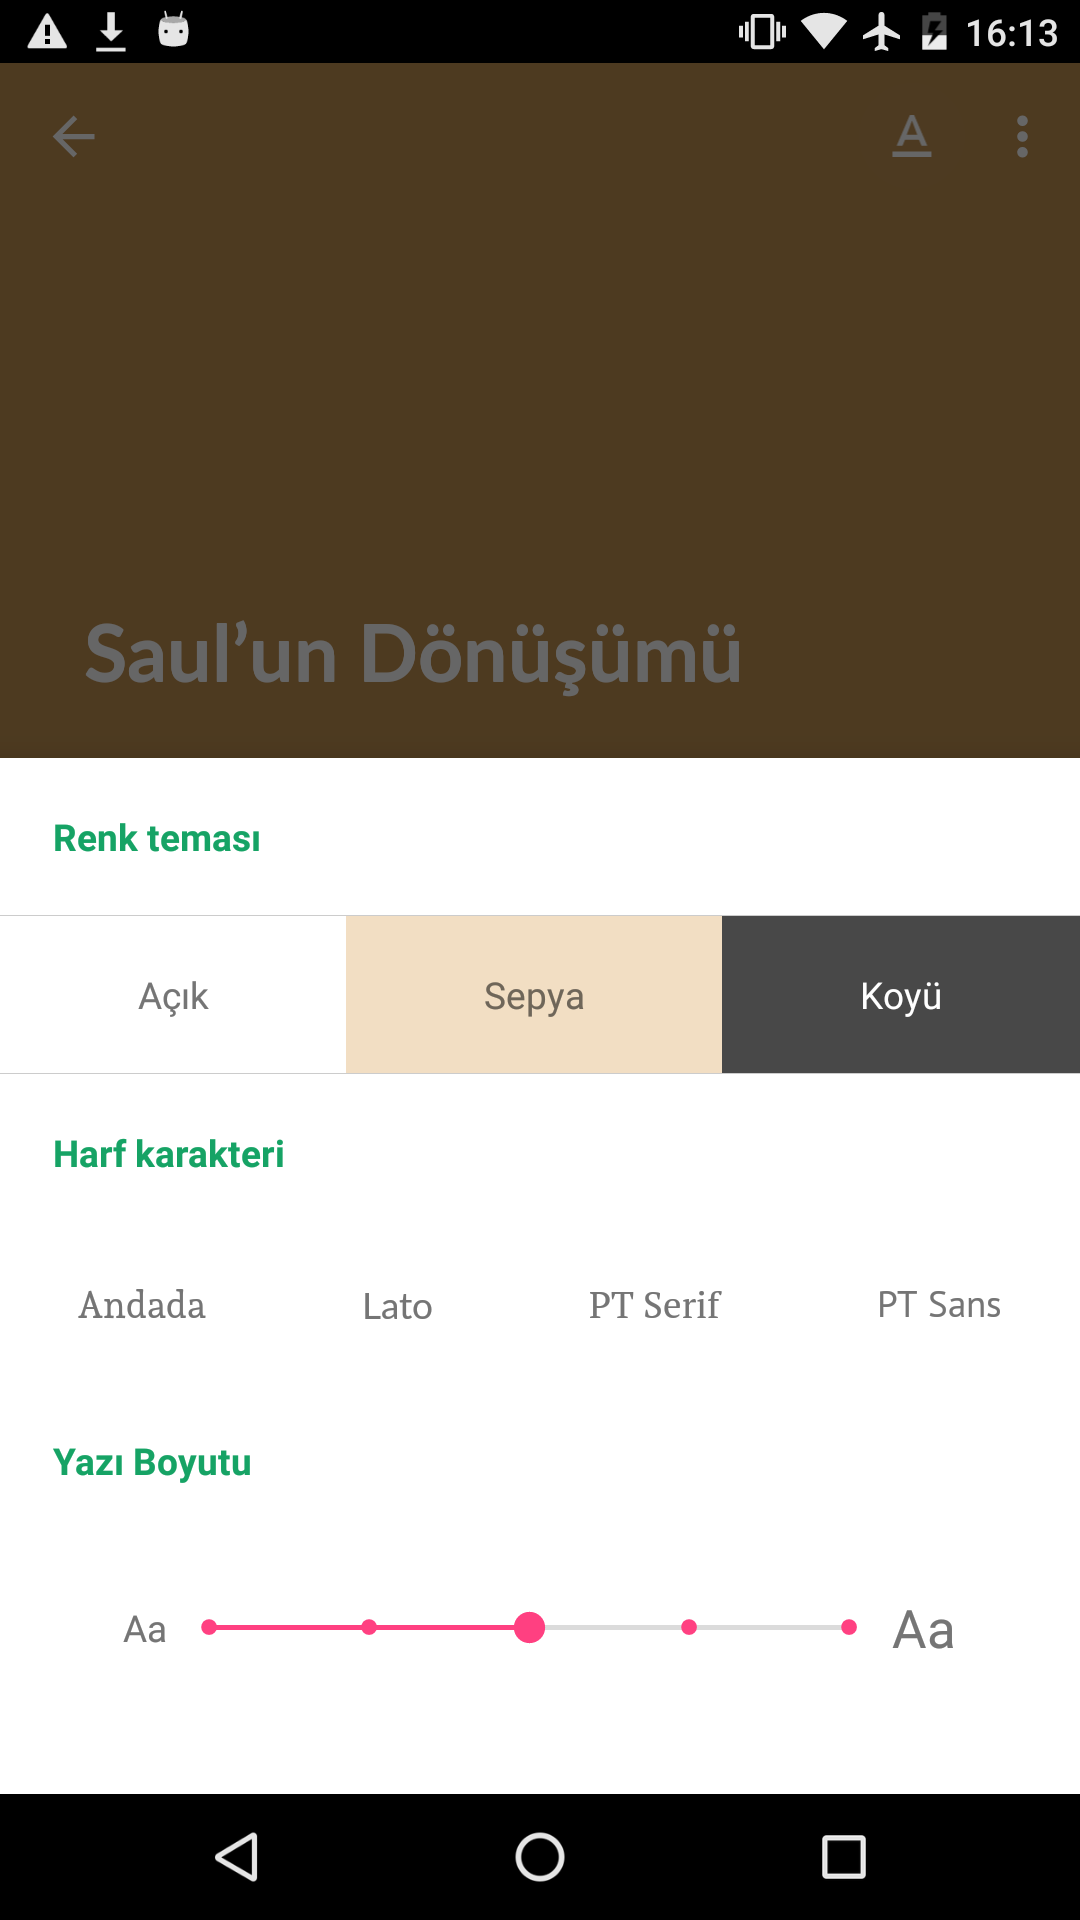 16:13
A
Saul’un Dönüşümü
Renk teması
Açık
Sepya
Koyü
Harf karakteri
Andada
Lato
PT Serif
PT Sans
Yazı Boyutu
Aa
Aa